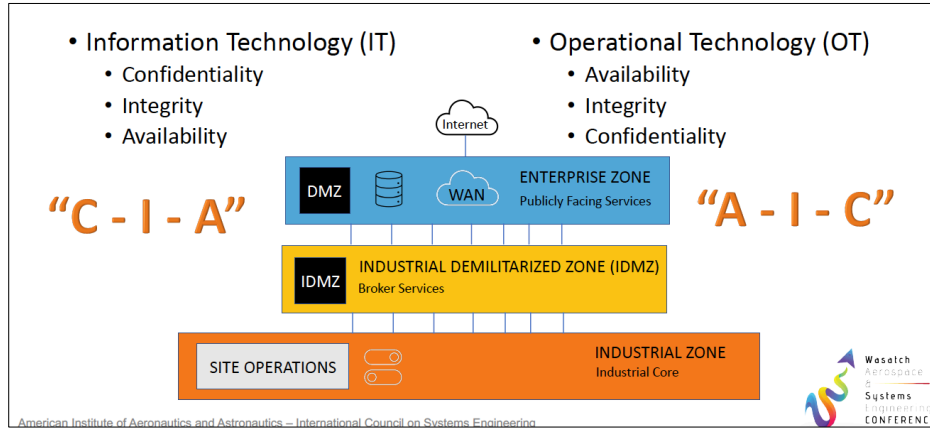 • Information Technology (IT)
• Confidentiality
• Integrity
• Availability
• Operational Technology (OT)
• Availability
• Integrity
• Confidentiality
Internet
"C - I - A"
"A - I - C"
DMZ
WAN
ENTERPRISE ZONE
Publicly Facing Services
IDMZ
INDUSTRIAL DEMILITARIZED ZONE (IDMZ)
Broker Services
SITE OPERATIONS
INDUSTRIAL ZONE
Industrial Core
Wasatch
Aerospace
&
Systems
Engineering
CONFERENCE
American Institute of Aeronautics and Astronautics – International Council on Systems Engineering